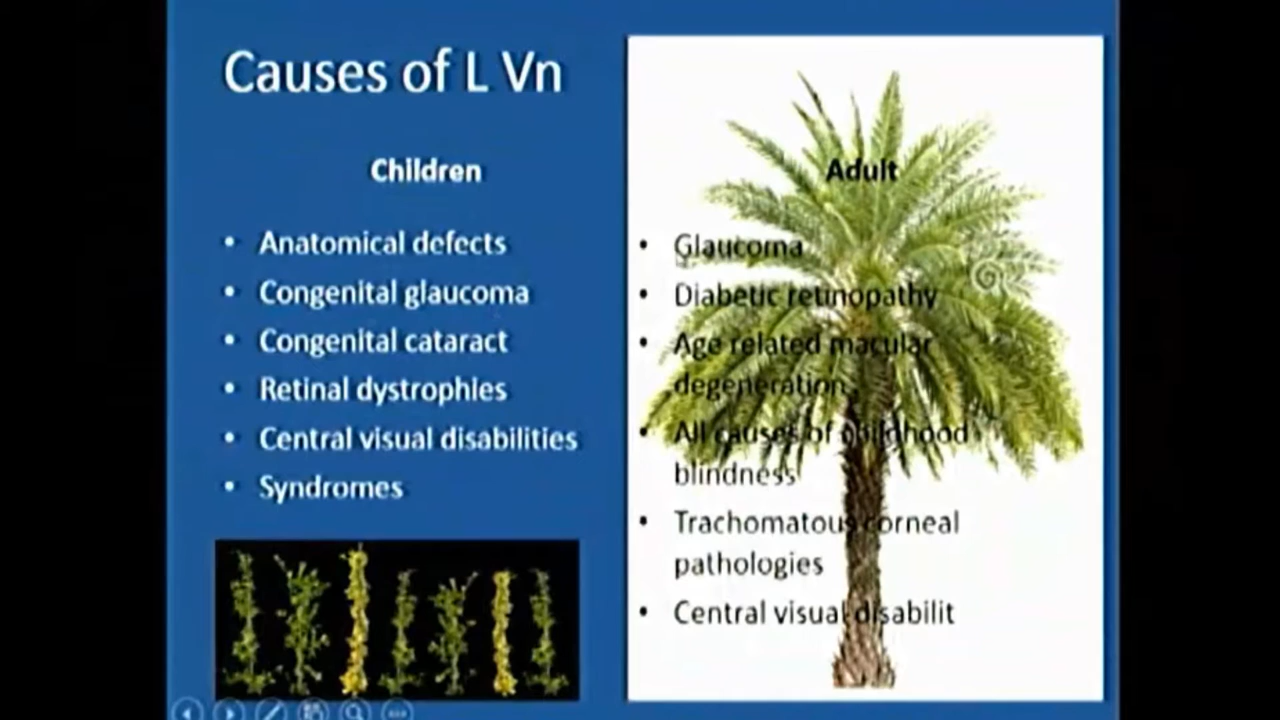 Causes of L Vn
Children
• Anatomical defects
• Congenital glaucoma
• Congenital cataract
• Retinal dystrophies
• Central visual disabilities
• Syndromes
Adult
• Glaucoma
• Diabetic retinopathy
• Age related macular
degeneration
• All causes of childhood
blindness
• Trachomatous corneal
pathologies
• Central visual disabilit